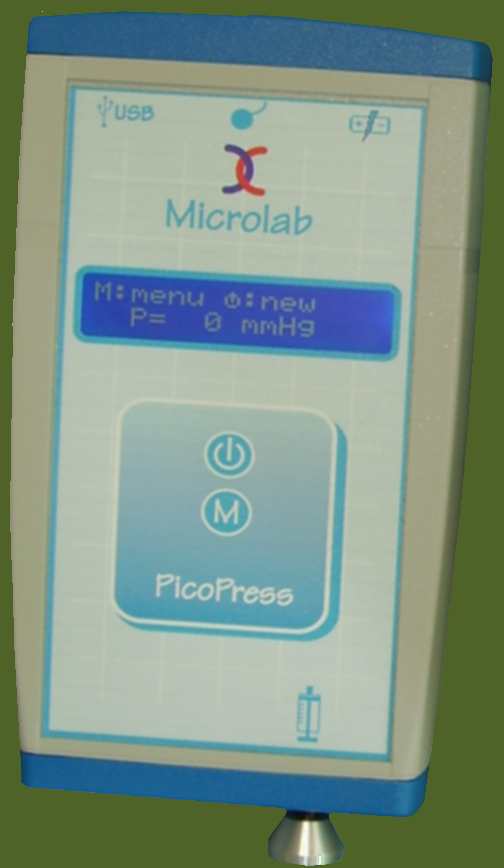 USB
Microlab
M:menu ⏻:new
P= 0 mmHg
M
PicoPress